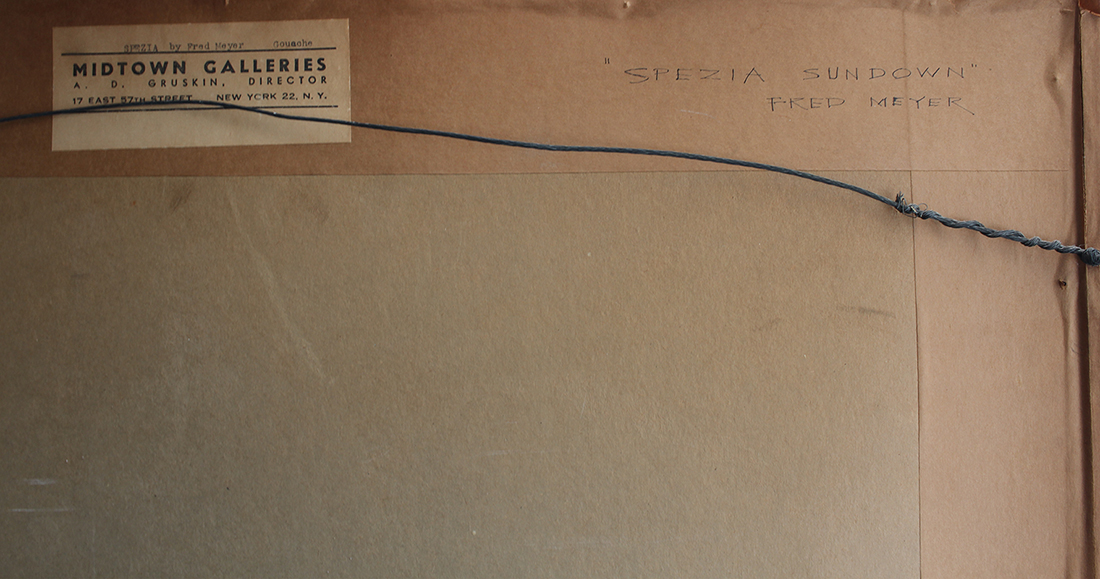 SPEZIA by Fred Meyer Gouache
MIDTOWN GALLERIES
A. D. GRUSKIN, DIRECTOR
17 EAST 57TH STREET NEW YORK 22, N. Y.
"SPEZIA SUNDOWN"
FRED MEYER